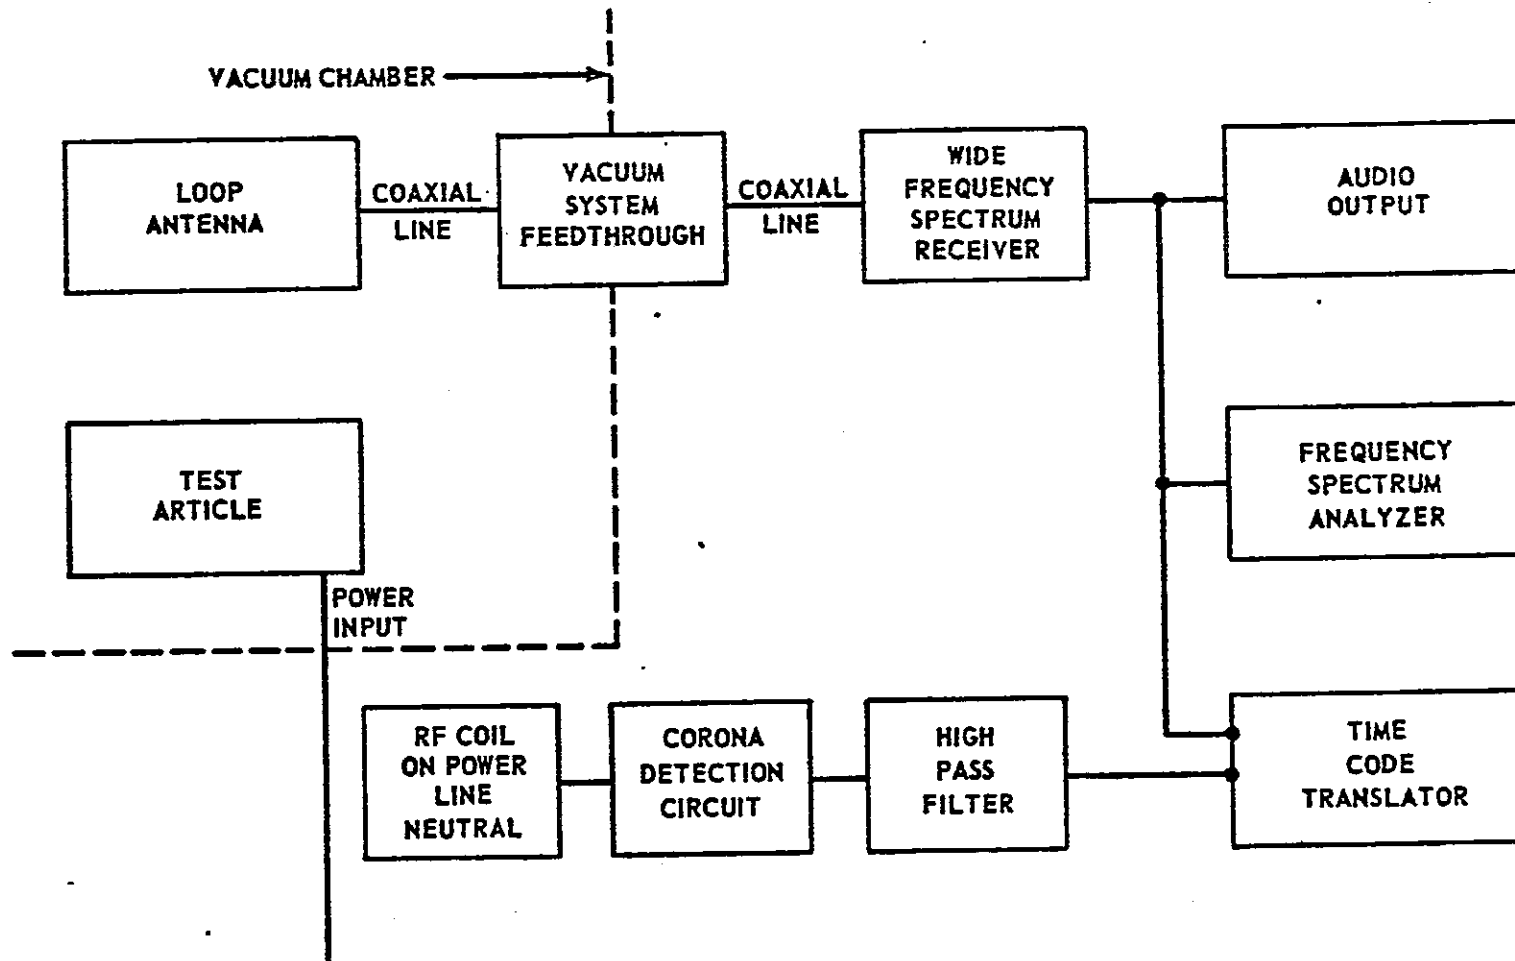 VACUUM CHAMBER
LOOP
ANTENNA
COAXIAL
LINE
VACUUM
SYSTEM
FEEDTHROUGH
COAXIAL
LINE
WIDE
FREQUENCY
SPECTRUM
RECEIVER
AUDIO
OUTPUT
TEST
ARTICLE
FREQUENCY
SPECTRUM
ANALYZER
POWER
INPUT
RF COIL
ON POWER
LINE
NEUTRAL
CORONA
DETECTION
CIRCUIT
HIGH
PASS
FILTER
TIME
CODE
TRANSLATOR